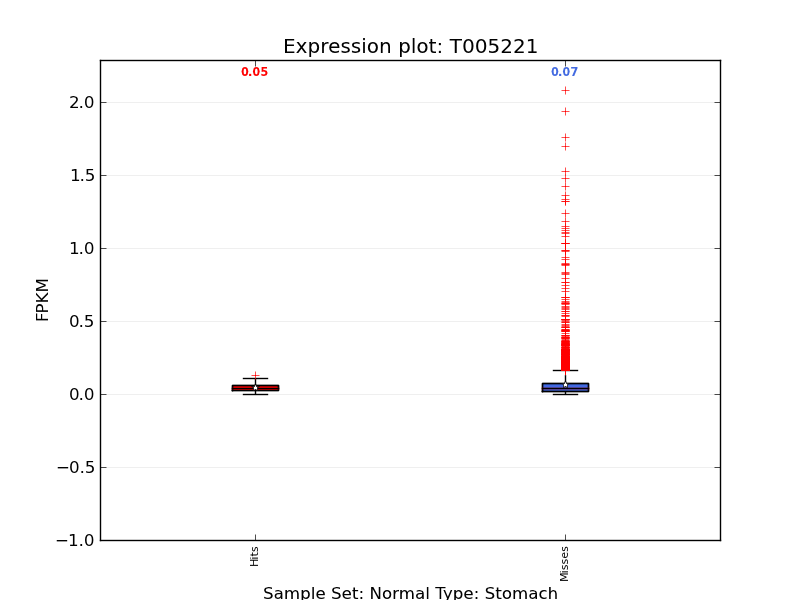 Expression plot: T005221
0.05
0.07
2.0
1.5
1.0
0.5
0.0
−0.5
−1.0
FPKM
Hits
Misses
Sample Set: Normal Type: Stomach